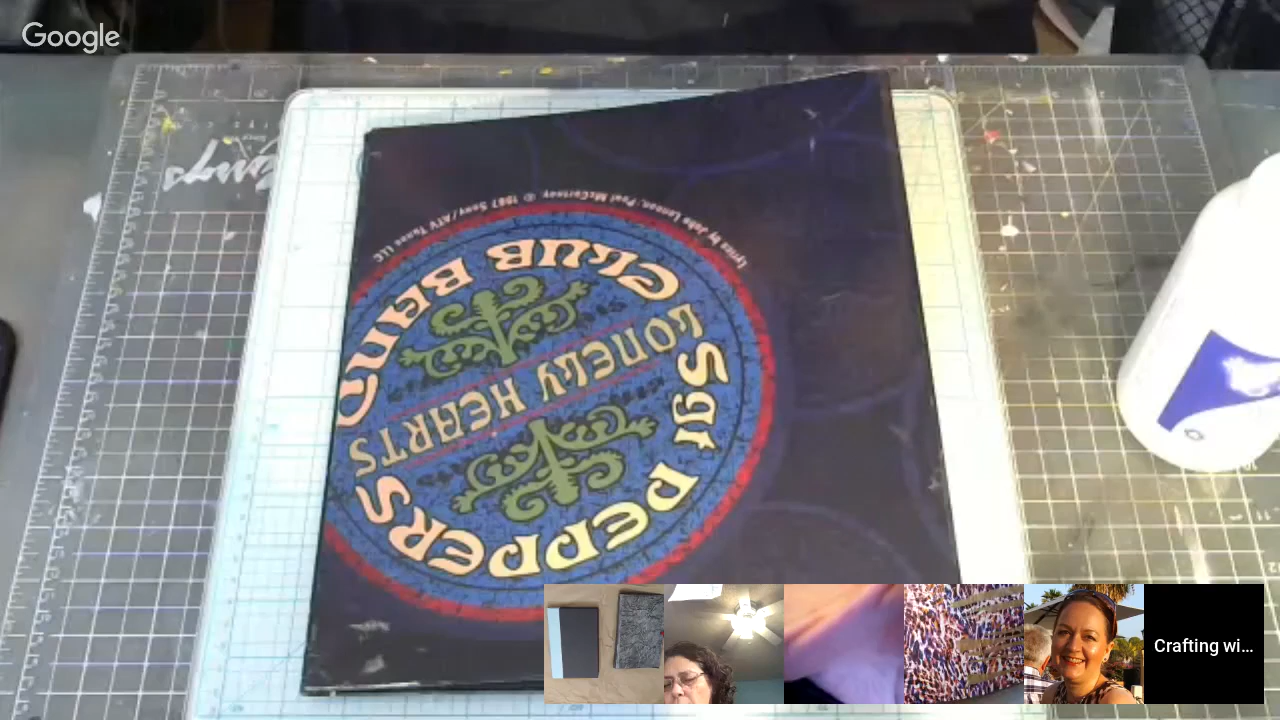 Google
Lyrics by John Lennon, Paul McCartney © 1967 Sony/ATV Tunes LLC
Sgt PEPPERS
LONELY HEARTS
CLUB BAND
Crafting wi...